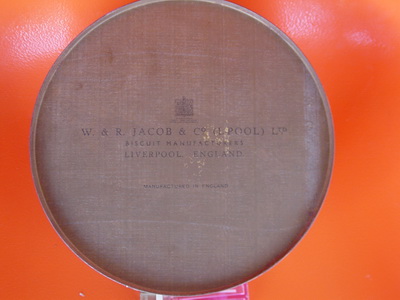 W. & R. JACOB & Co (L'POOL) LTD
BISCUIT MANUFACTURERS
LIVERPOOL, ENGLAND.
MANUFACTURED IN ENGLAND